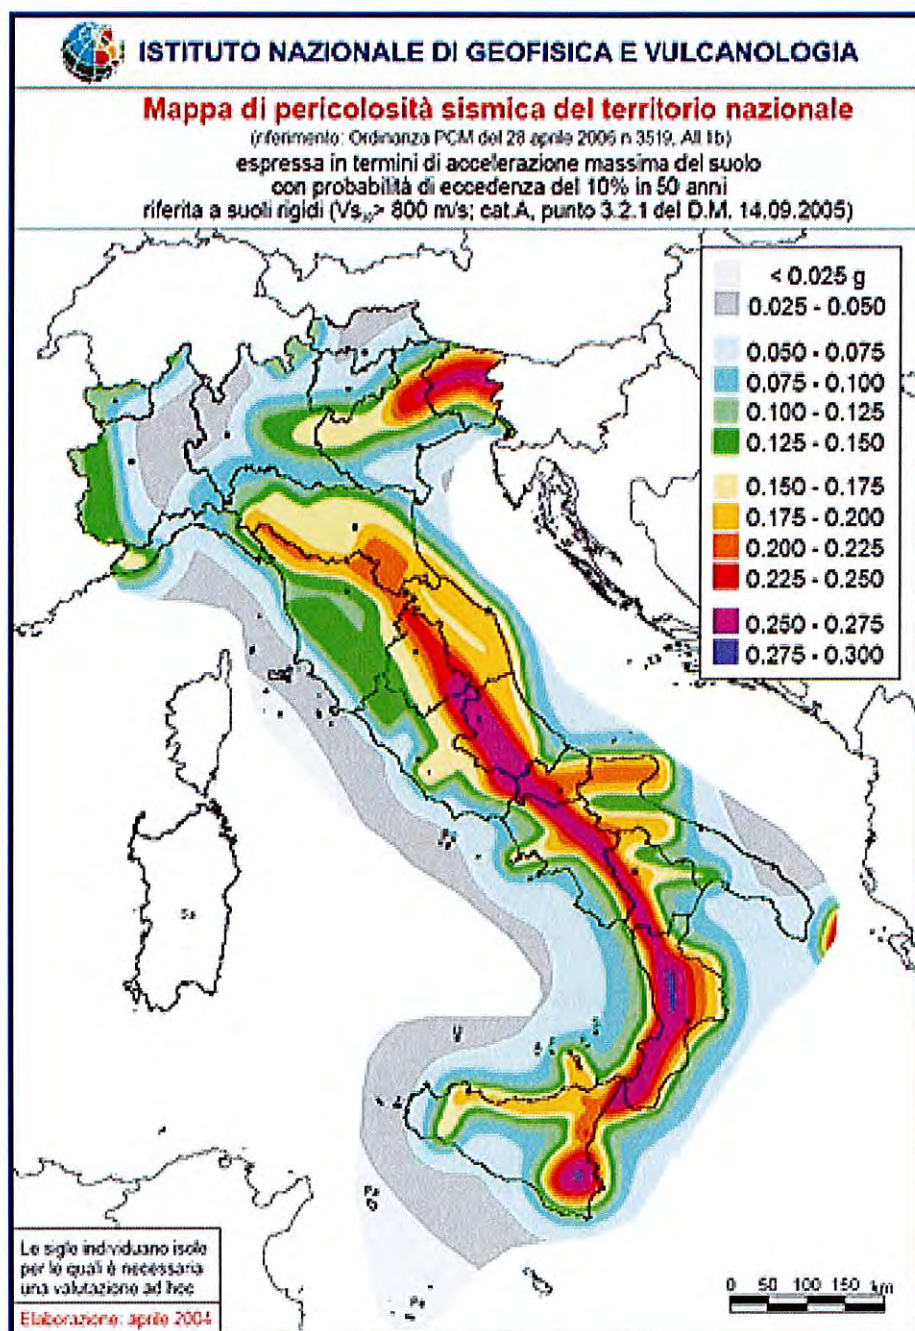 ISTITUTO NAZIONALE DI GEOFISICA E VULCANOLOGIA
Mappa di pericolosità sismica del territorio nazionale
(riferimento: Ordinanza PCM del 28 aprile 2006 n.3519, All.1b)
espressa in termini di accelerazione massima del suolo
con probabilità di eccedenza del 10% in 50 anni
riferita a suoli rigidi (Vs₃₀> 800 m/s; cat.A, punto 3.2.1 del D.M. 14.09.2005)
< 0.025 g
0.025 - 0.050
0.050 - 0.075
0.075 - 0.100
0.100 - 0.125
0.125 - 0.150
0.150 - 0.175
0.175 - 0.200
0.200 - 0.225
0.225 - 0.250
0.250 - 0.275
0.275 - 0.300
Sa
U
Pa
Pe
Le sigle individuano isole
per le quali è necessaria
una valutazione ad hoc
Elaborazione: aprile 2004
0 50 100 150 km